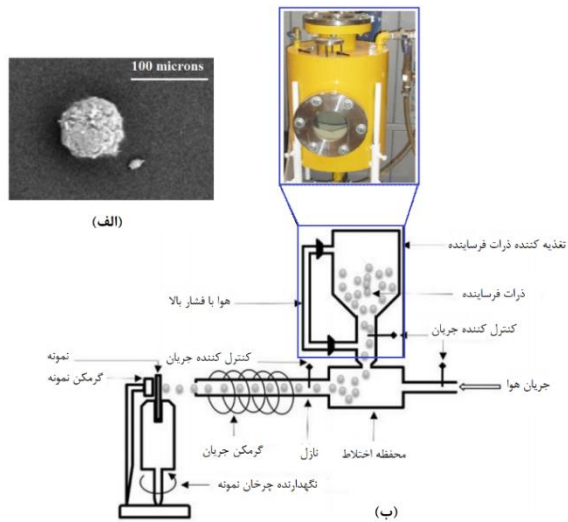 100 microns
(الف)
تغذیه کننده ذرات فرساینده
ذرات فرساینده
هوا با فشار بالا
کنترل کننده جریان
کنترل کننده جریان
نمونه
گرمکن نمونه
جریان هوا
گرمکن جریان
نازل
محفظه اختلاط
نگهدارنده چرخان نمونه
(ب)